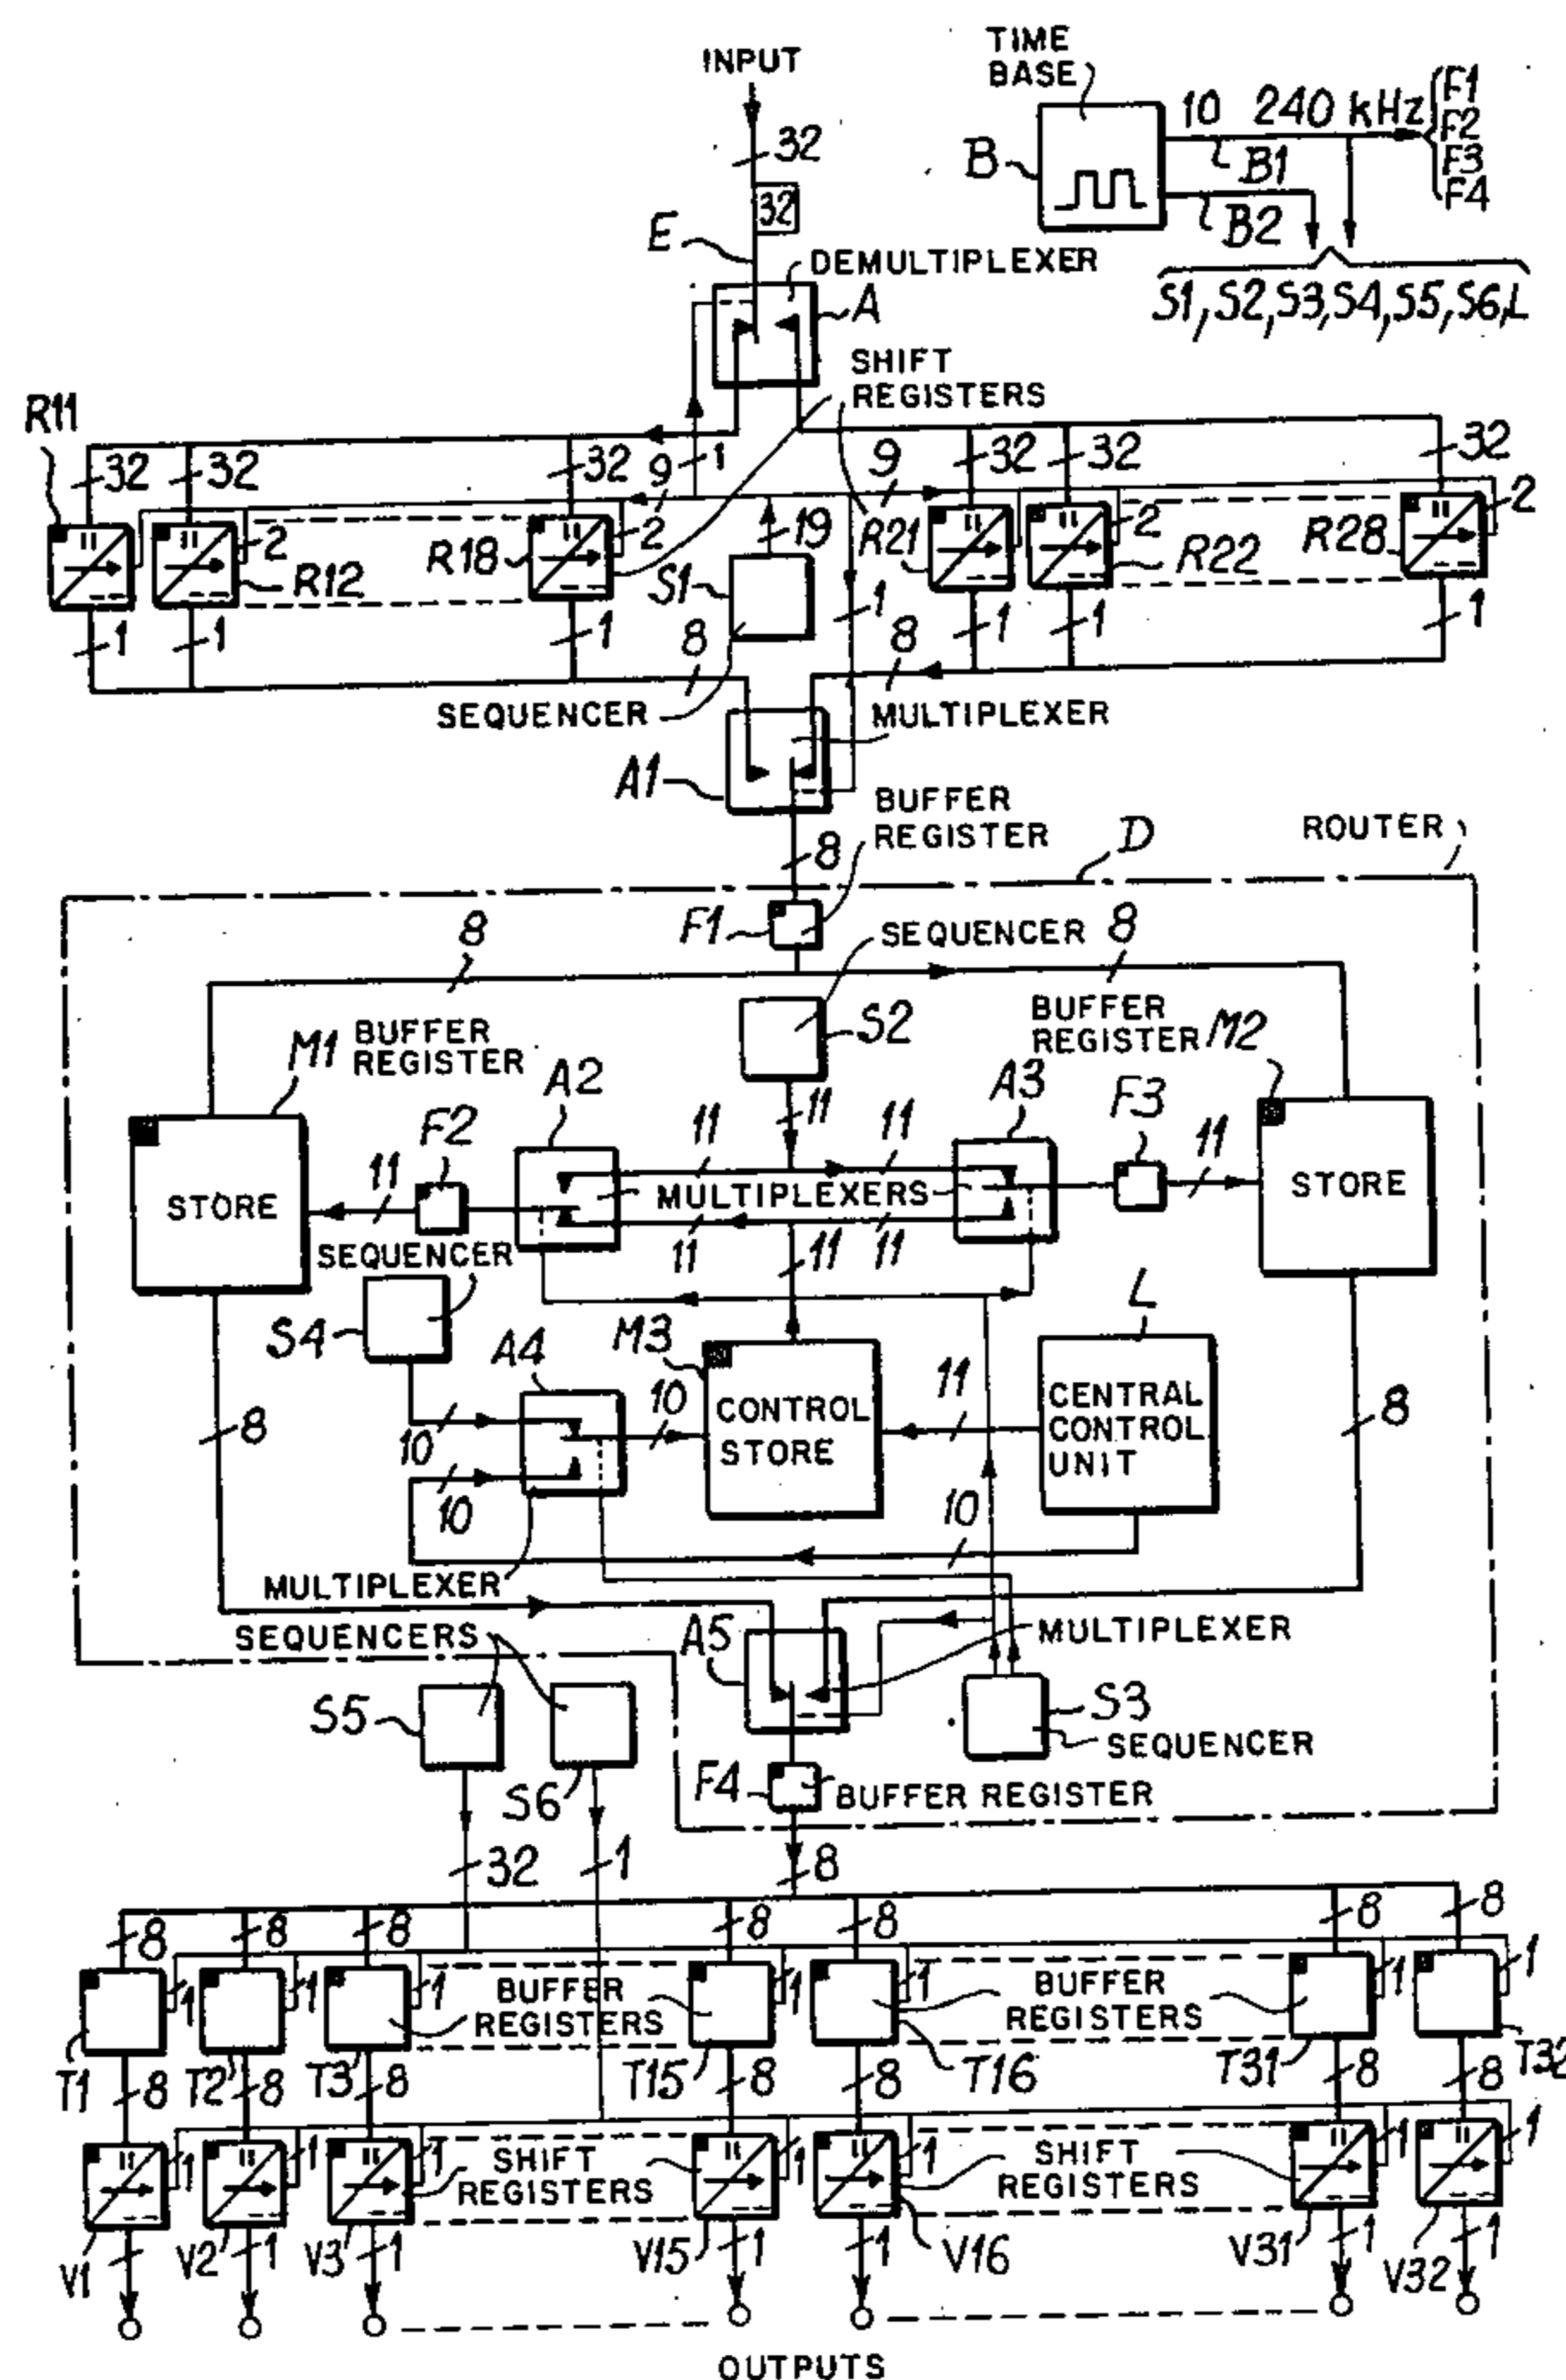 INPUT
TIME
BASE
32
10 240 kHz
F1
F2
F3
F4
B
B1
B2
32
E
DEMULTIPLEXER
A
S1, S2, S3, S4, S5, S6, L
SHIFT
REGISTERS
R11
32
32
32
9
1
9
32
32
32
2
R12
R18
2
19
R21
2
R22
R28
2
S1
1
1
1
1
1
1
1
8
8
SEQUENCER
MULTIPLEXER
A1
BUFFER
REGISTER
8
D
ROUTER
F1
SEQUENCER
8
8
M1
BUFFER
REGISTER
S2
BUFFER
REGISTER
M2
A2
A3
F2
F3
11
11
11
11
11
STORE
MULTIPLEXERS
STORE
11
11
11
SEQUENCER
S4
L
A4
M3
10
CONTROL
STORE
11
CENTRAL
CONTROL
UNIT
8
8
10
10
10
MULTIPLEXER
SEQUENCERS
A5
MULTIPLEXER
S5
S6
S3
SEQUENCER
F4
BUFFER REGISTER
32
1
8
8
8
8
8
8
8
8
1
1
1
BUFFER
REGISTERS
1
1
BUFFER
REGISTERS
1
1
T1
T2
T3
T15
T16
T31
T32
8
8
8
8
8
8
8
1
1
1
SHIFT
REGISTERS
1
1
SHIFT
REGISTERS
1
1
V1
V2
1
V3
1
V15
1
1
V16
V31
1
V32
1
OUTPUTS